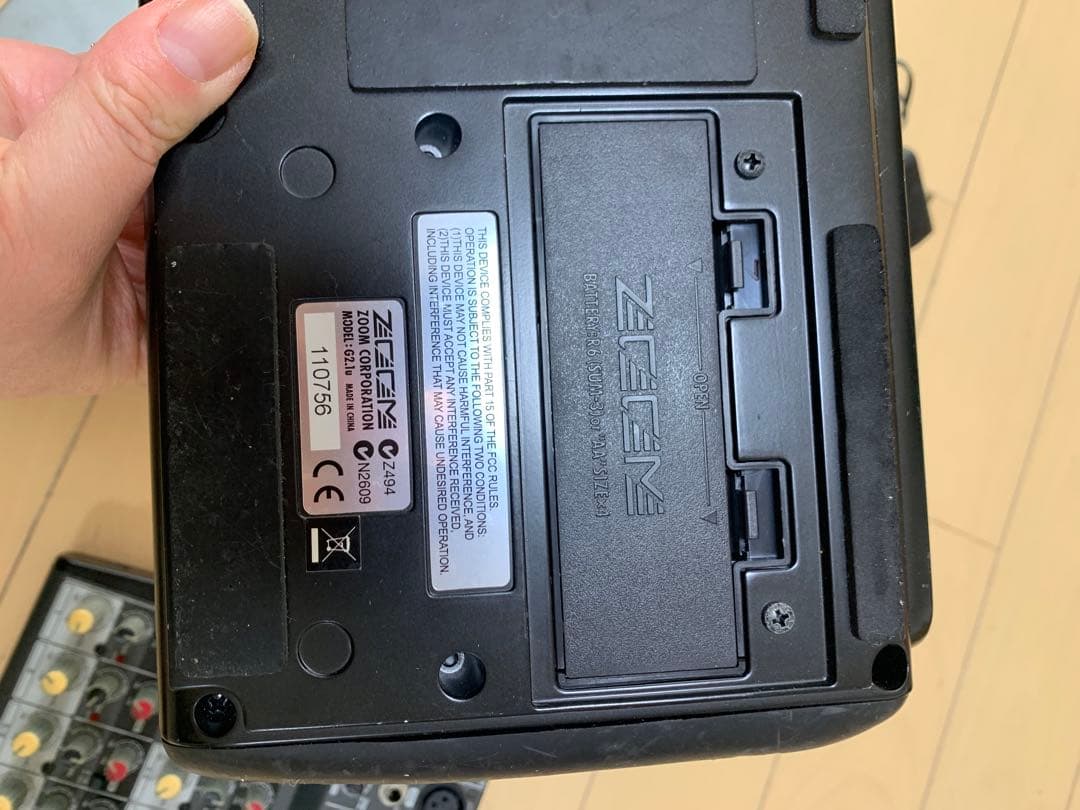 ZOOM
ZOOM CORPORATION
MODEL: G2.1u MADE IN CHINA
110756
Z494
N2609
CE
THIS DEVICE COMPLIES WITH PART 15 OF THE FCC RULES.
OPERATION IS SUBJECT TO THE FOLLOWING TWO CONDITIONS:
(1)THIS DEVICE MAY NOT CAUSE HARMFUL INTERFERENCE, AND
(2)THIS DEVICE MUST ACCEPT ANY INTERFERENCE RECEIVED,
INCLUDING INTERFERENCE THAT MAY CAUSE UNDESIRED OPERATION.
OPEN
ZOOM
BATTERY:R6(SUM-3)or "AA"SIZE×4